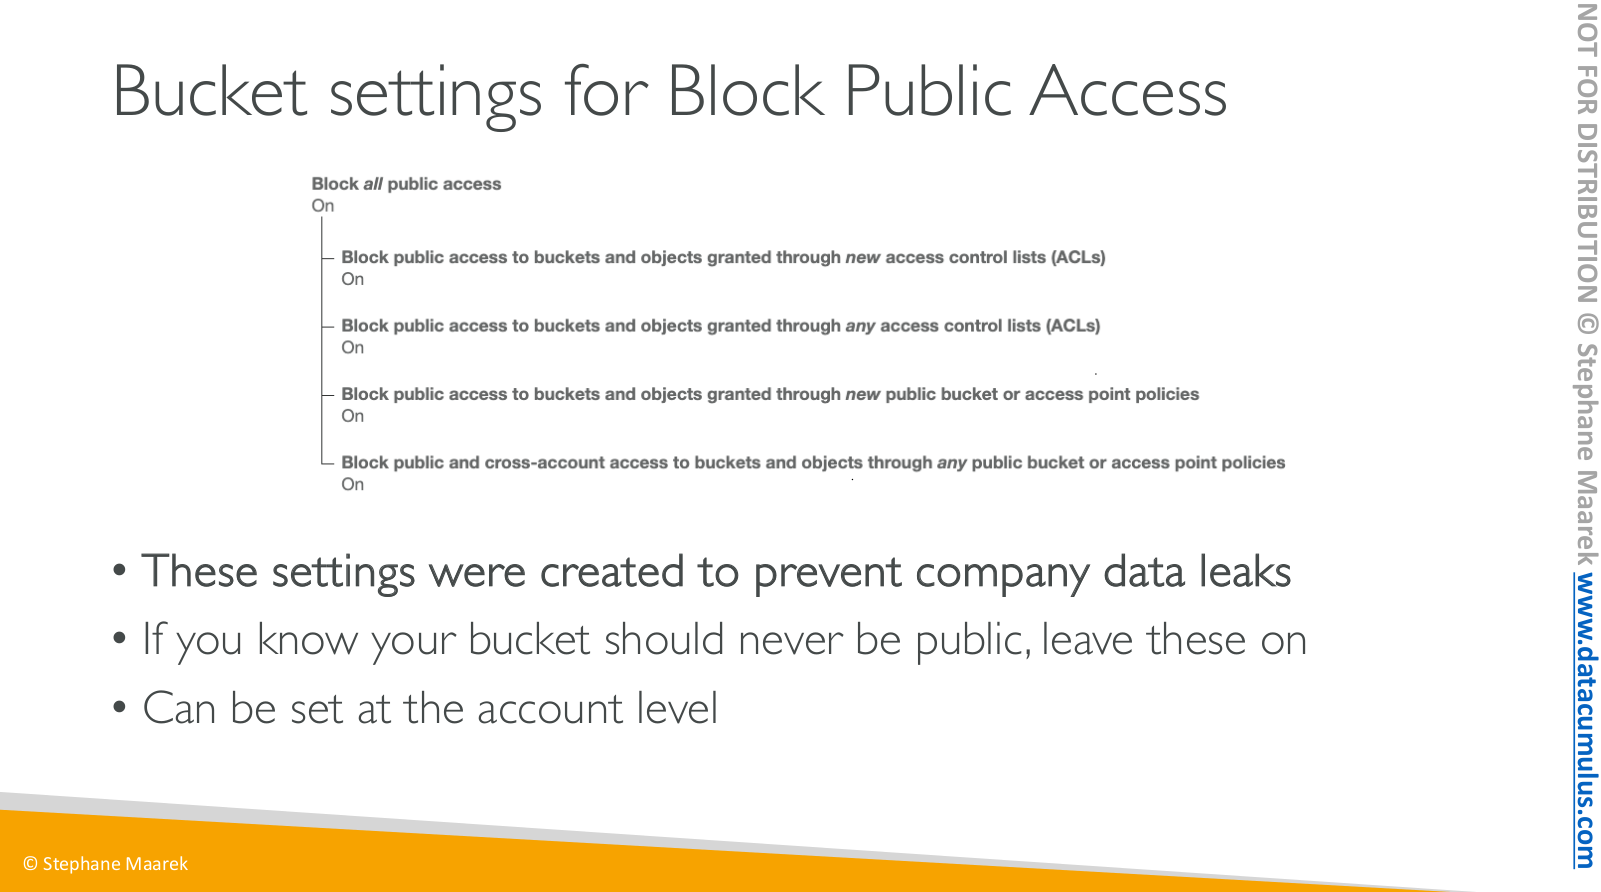 Bucket settings for Block Public Access
Block all public access
On
Block public access to buckets and objects granted through new access control lists (ACLs)
On
Block public access to buckets and objects granted through any access control lists (ACLs)
On
Block public access to buckets and objects granted through new public bucket or access point policies
On
Block public and cross-account access to buckets and objects through any public bucket or access point policies
On
• These settings were created to prevent company data leaks
• If you know your bucket should never be public, leave these on
• Can be set at the account level
© Stephane Maarek
NOT FOR DISTRIBUTION © Stephane Maarek www.datacumulus.com